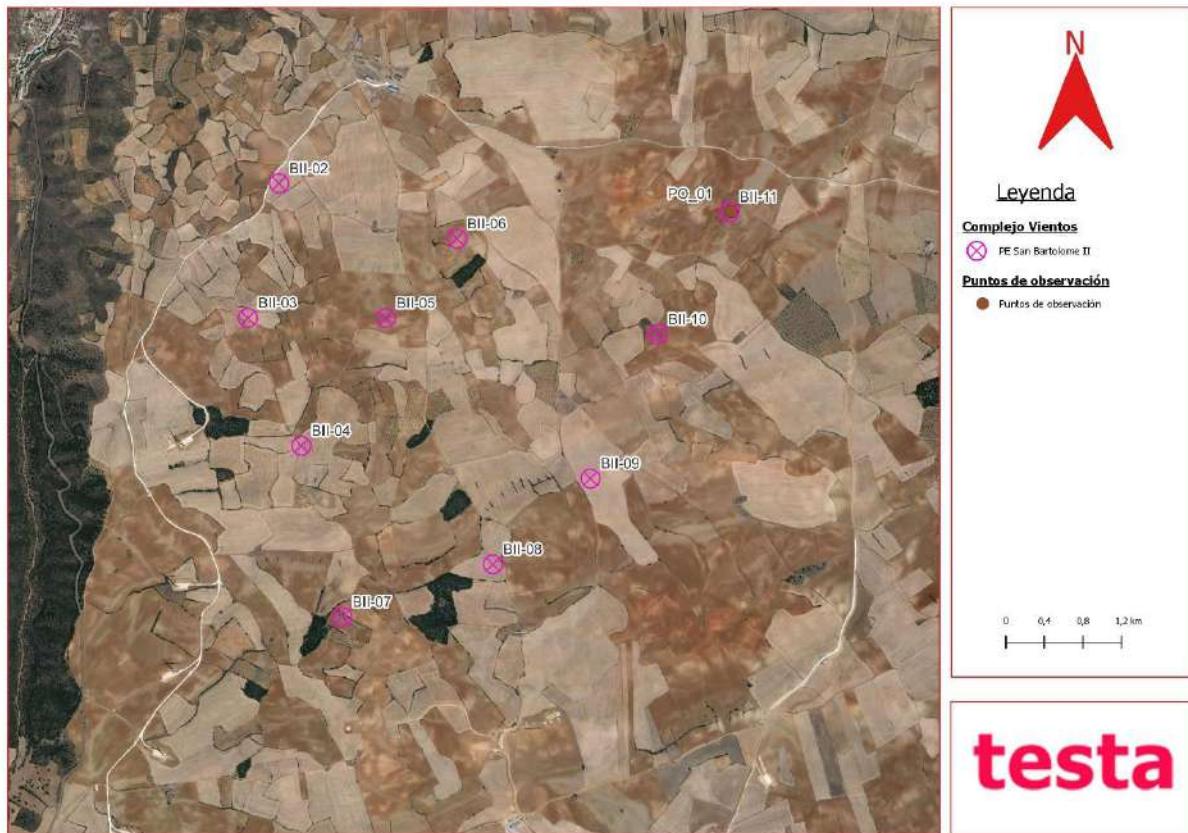 N
Leyenda
Complejo Vientos
PE San Bartolome II
Puntos de observación
Puntos de observación
BII-02
PO_01
BII-11
BII-06
BII-03
BII-05
BII-10
BII-04
BII-09
BII-08
BII-07
0 0,4 0,8 1,2 km
testa